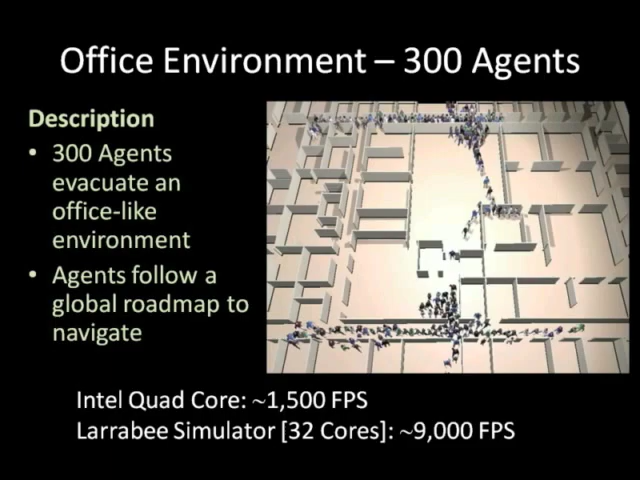 Office Environment – 300 Agents
Description
• 300 Agents
evacuate an
office-like
environment
• Agents follow a
global roadmap to
navigate
Intel Quad Core: ~1,500 FPS
Larrabee Simulator [32 Cores]: ~9,000 FPS